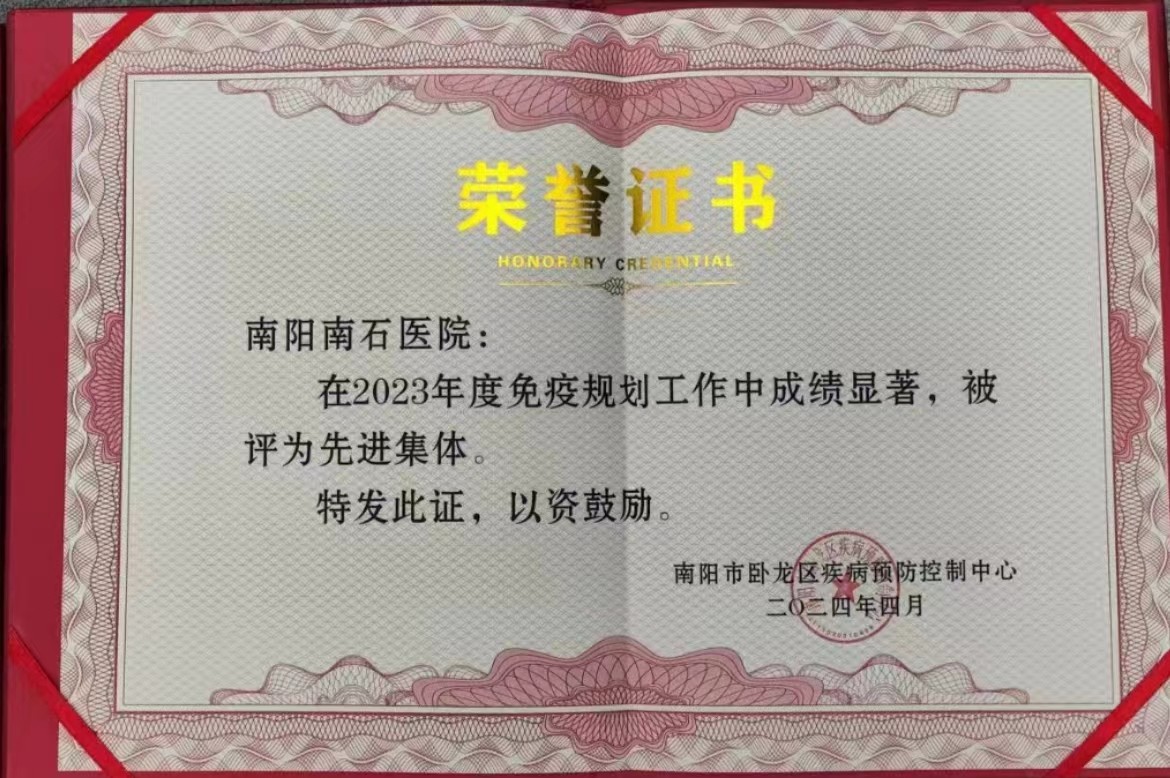 荣誉证书
HONORARY CREDENTIAL
南阳南石医院：
在2023年度免疫规划工作中成绩显著，被
评为先进集体。
特发此证，以资鼓励。
南阳市卧龙区疾病预防控制中心
二〇二四年四月